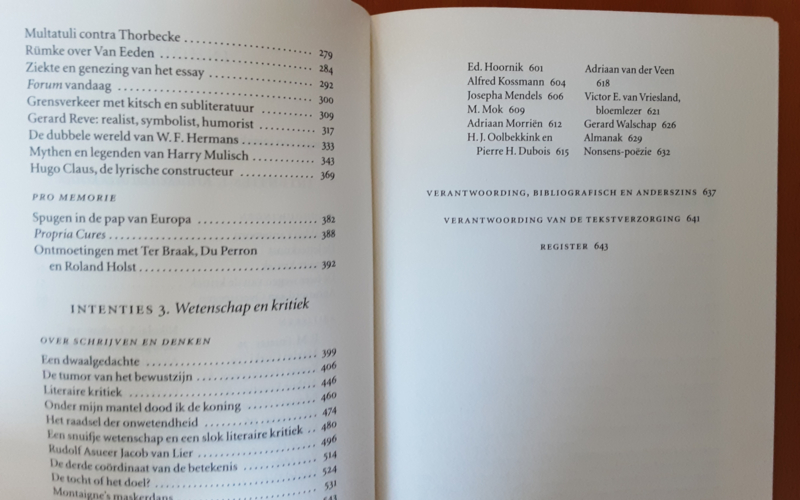 Multatuli contra Thorbecke
Rümke over Van Eeden 279
Ziekte en genezing van het essay 284
Forum vandaag 292
Grensverkeer met kitsch en subliteratuur 300
Gerard Reve: realist, symbolist, humorist 309
De dubbele wereld van W.F. Hermans 317
Mythen en legenden van Harry Mulisch 333
Hugo Claus, de lyrische constructeur 343
369
PRO MEMORIE
Spugen in de pap van Europa 382
Propria Cures 388
Ontmoetingen met Ter Braak, Du Perron
en Roland Holst 392
INTENTIES 3. Wetenschap en kritiek
OVER SCHRIJVEN EN DENKEN
Een dwaalgedachte 399
De tumor van het bewustzijn 406
Literaire kritiek 446
Onder mijn mantel dood ik de koning 460
Het raadsel der onwetendheid 474
Een snuifje wetenschap en een slok literaire kritiek 480
Rudolf Asueer Jacob van Lier 496
De derde coördinaat van de betekenis 514
De tocht of het doel? 524
Montaigne's maskerdans 531
Ed. Hoornik 601
Alfred Kossmann 604
Josepha Mendels 606
M. Mok 609
Adriaan Morriën 612
H. J. Oolbekkink en
Pierre H. Dubois 615
Adriaan van der Veen
618
Victor E. van Vriesland,
bloemlezer 621
Gerard Walschap 626
Almanak 629
Nonsens-poëzie 632
VERANTWOORDING, BIBLIOGRAFISCH EN ANDERSZINS 637
VERANTWOORDING VAN DE TEKSTVERZORGING 641
REGISTER 643